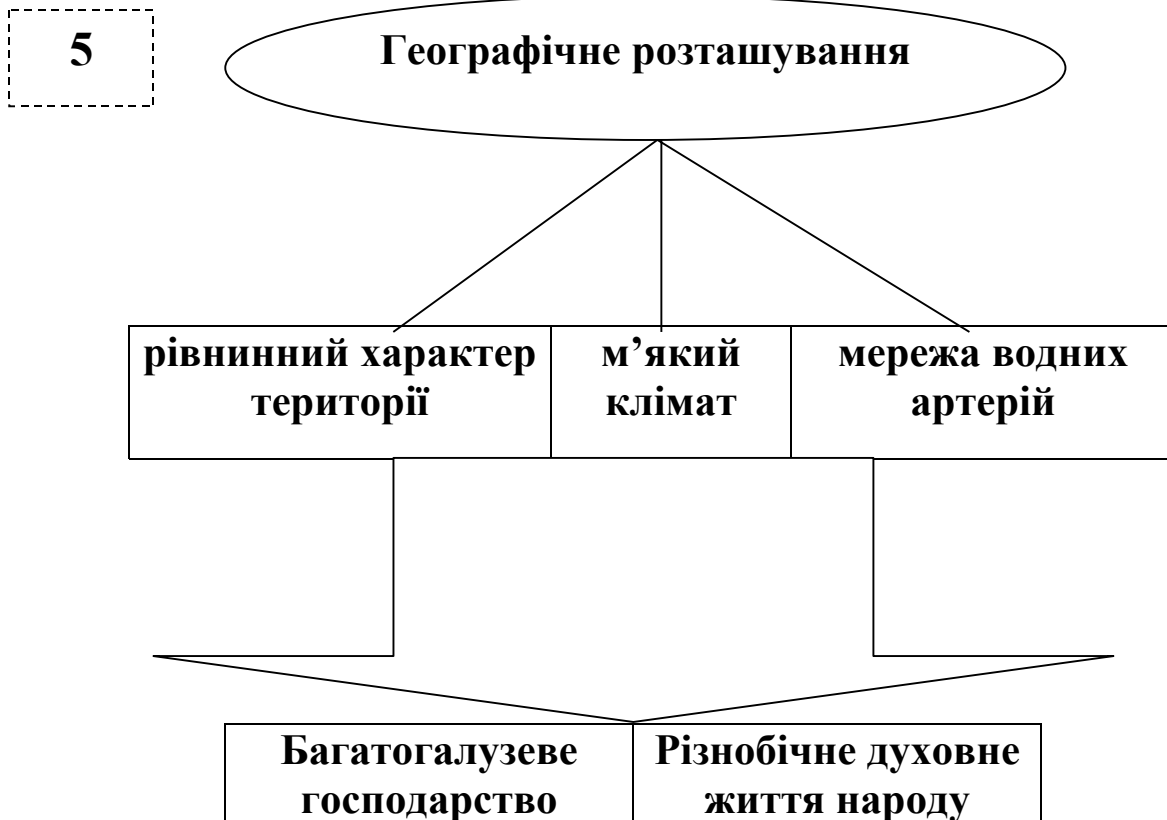 5
Географічне розташування
рівнинний характер
території
м’який
клімат
мережа водних
артерій
Багатогалузеве
господарство
Різнобічне духовне
життя народу